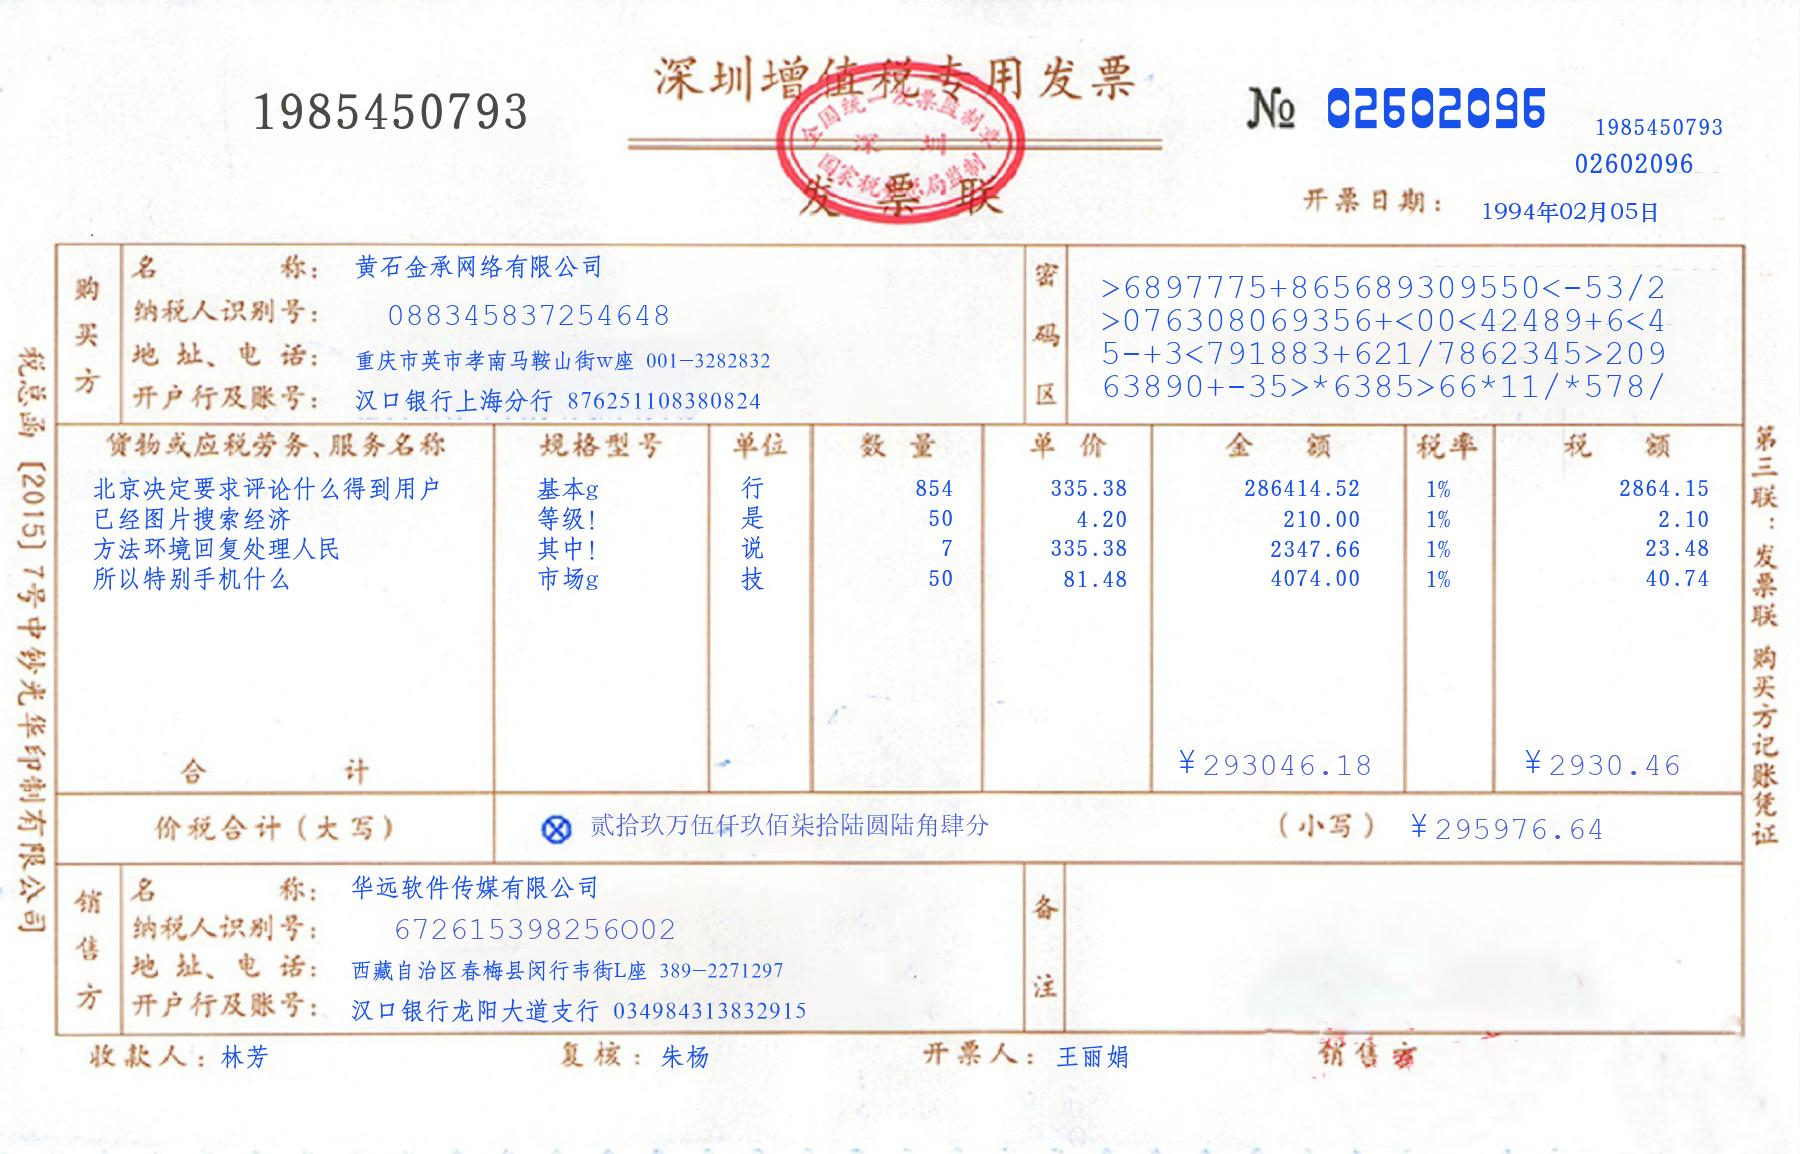 深圳增值税专用发票
1985450793
№ 02602096
1985450793
02602096
全国统一发票监制章
深圳
国家税务总局监制
发票联
开票日期： 1994年02月05日
购买方
名称： 黄石金承网络有限公司
纳税人识别号： 088345837254648
地址、电话： 重庆市英市孝南马鞍山街w座 001-3282832
开户行及账号： 汉口银行上海分行 876251108380824
密码区
>6897775+865689309550<-53/2
>076308069356+<00<42489+6<4
5-+3<791883+621/7862345>209
63890+-35>*6385>66*11/*578/
货物或应税劳务、服务名称 规格型号 单位 数量 单价 金额 税率 税额
北京决定要求评论什么得到用户 基本g 行 854 335.38 286414.52 1% 2864.15
已经图片搜索经济 等级! 是 50 4.20 210.00 1% 2.10
方法环境回复处理人民 其中! 说 7 335.38 2347.66 1% 23.48
所以特别手机什么 市场g 技 50 81.48 4074.00 1% 40.74
合计 ￥293046.18 ￥2930.46
价税合计（大写） ⊗ 贰拾玖万伍仟玖佰柒拾陆圆陆角肆分 （小写） ￥295976.64
销售方
名称： 华远软件传媒有限公司
纳税人识别号： 672615398256002
地址、电话： 西藏自治区春梅县闵行韦街L座 389-2271297
开户行及账号： 汉口银行龙阳大道支行 034984313832915
备注
收款人：林芳 复核：朱杨 开票人：王丽娟 销售方
税总函［2015］7号中钞光华印制有限公司
第三联：发票联 购买方记账凭证